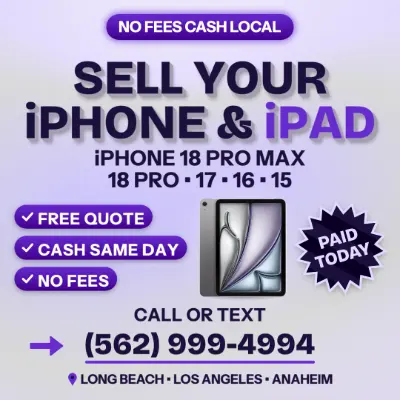 NO FEES CASH LOCAL
SELL YOUR
iPHONE & iPAD
iPHONE 18 PRO MAX
18 PRO ▪ 17 ▪ 16 ▪ 15
✓ FREE QUOTE
✓ CASH SAME DAY
✓ NO FEES
PAID
TODAY
CALL OR TEXT
(562) 999-4994
LONG BEACH ▪ LOS ANGELES ▪ ANAHEIM